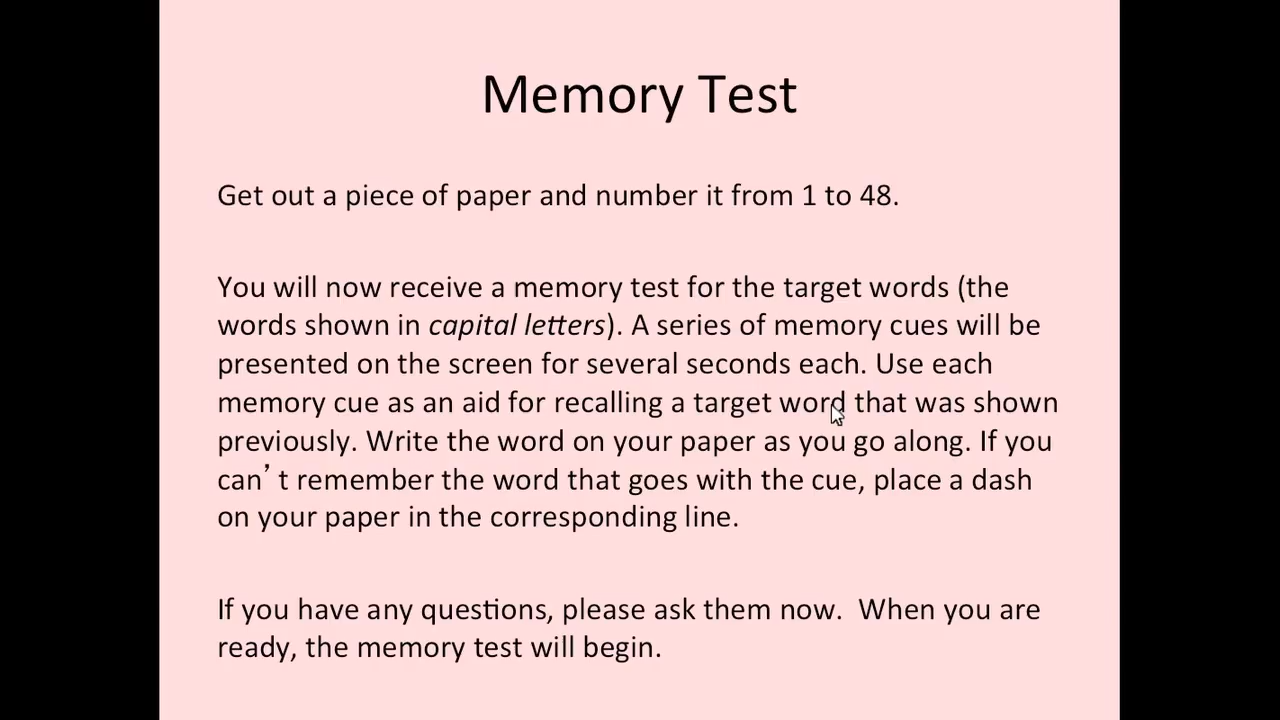 Memory Test
Get out a piece of paper and number it from 1 to 48.
You will now receive a memory test for the target words (the
words shown in capital letters). A series of memory cues will be
presented on the screen for several seconds each. Use each
memory cue as an aid for recalling a target word that was shown
previously. Write the word on your paper as you go along. If you
can’t remember the word that goes with the cue, place a dash
on your paper in the corresponding line.
If you have any questions, please ask them now.  When you are
ready, the memory test will begin.